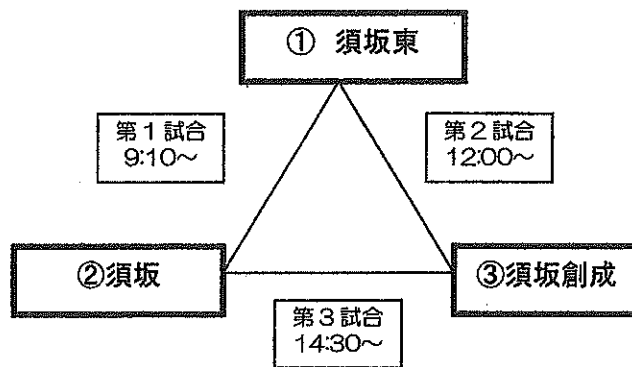 ① 須坂東
第1試合
9:10～
第2試合
12:00～
②須坂
③須坂創成
第3試合
14:30～